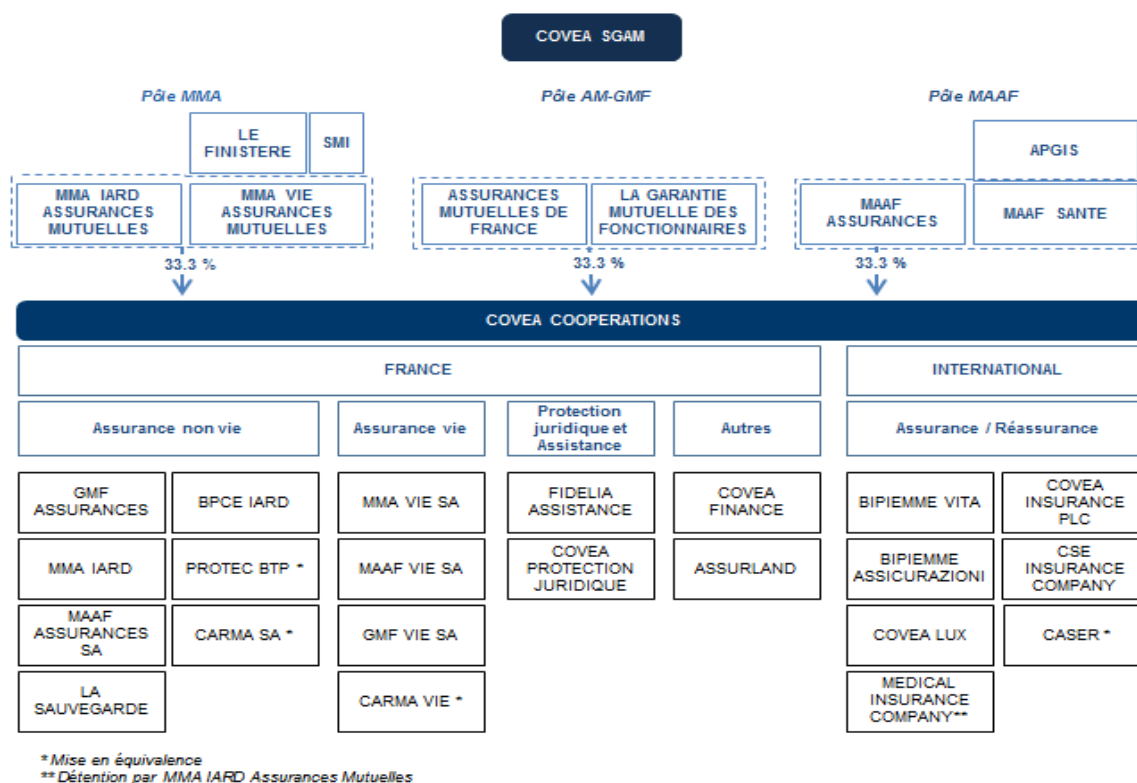 COVEA SGAM
Pôle MMA
Pôle AM-GMF
Pôle MAAF
LE
FINISTERE
SMI
APGIS
MMA IARD
ASSURANCES
MUTUELLES
MMA VIE
ASSURANCES
MUTUELLES
ASSURANCES
MUTUELLES DE
FRANCE
LA GARANTIE
MUTUELLE DES
FONCTIONNAIRES
MAAF
ASSURANCES
MAAF SANTE
33.3 %
33.3 %
33.3 %
COVEA COOPERATIONS
FRANCE
INTERNATIONAL
Assurance non vie
Assurance vie
Protection
juridique et
Assistance
Autres
Assurance / Réassurance
GMF
ASSURANCES
BPCE IARD
MMA VIE SA
FIDELIA
ASSISTANCE
COVEA
FINANCE
BIPIEMME VITA
COVEA
INSURANCE
PLC
MMA IARD
PROTEC BTP *
MAAF VIE SA
COVEA
PROTECTION
JURIDIQUE
ASSURLAND
BIPIEMME
ASSICURAZIONI
CSE
INSURANCE
COMPANY
MAAF
ASSURANCES
SA
CARMA SA *
GMF VIE SA
COVEA LUX
CASER *
LA
SAUVEGARDE
CARMA VIE *
MEDICAL
INSURANCE
COMPANY**
* Mise en équivalence
** Détention par MMA IARD Assurances Mutuelles